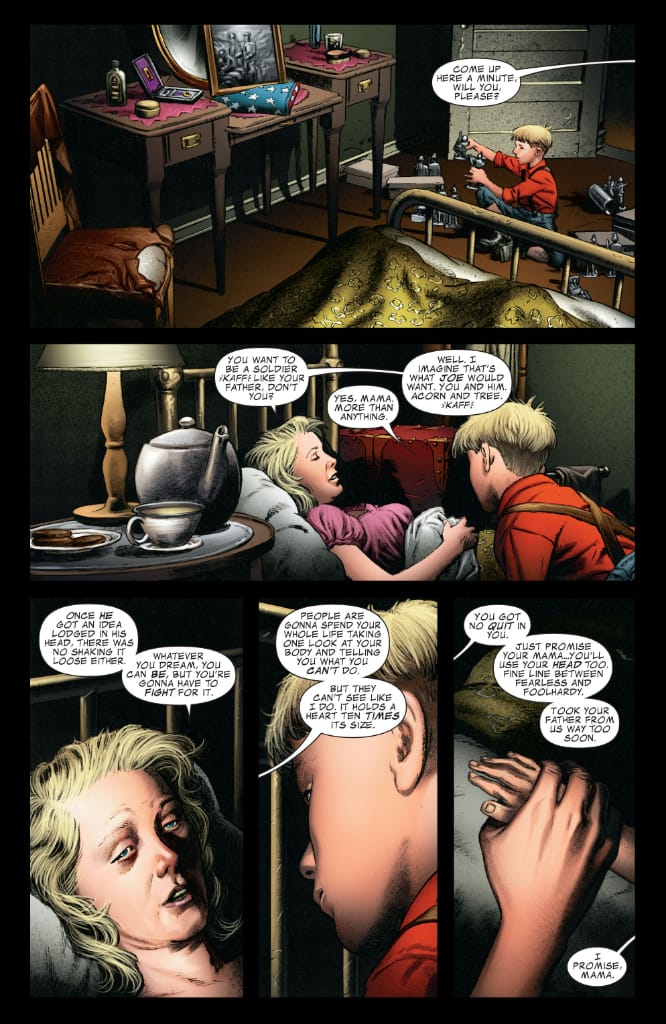 COME UP
HERE A MINUTE,
WILL YOU,
PLEASE?
YOU WANT TO
BE A SOLDIER
*KAFF* LIKE YOUR
FATHER, DON'T
YOU?
YES, MAMA.
MORE THAN
ANYTHING.
WELL. I
IMAGINE THAT'S
WHAT JOE WOULD
WANT. YOU AND HIM.
ACORN AND TREE.
*KAFF*
ONCE HE
GOT AN IDEA
LODGED IN HIS
HEAD, THERE WAS
NO SHAKING IT
LOOSE EITHER.
WHATEVER
YOU DREAM, YOU
CAN BE, BUT YOU'RE
GONNA HAVE TO
FIGHT FOR IT.
PEOPLE ARE
GONNA SPEND YOUR
WHOLE LIFE TAKING
ONE LOOK AT YOUR
BODY AND TELLING
YOU WHAT YOU
CAN'T DO.
BUT THEY
CAN'T SEE LIKE
I DO. IT HOLDS A
HEART TEN TIMES
ITS SIZE.
YOU GOT
NO QUIT IN
YOU.
JUST PROMISE
YOUR MAMA...YOU'LL
USE YOUR HEAD TOO.
FINE LINE BETWEEN
FEARLESS AND
FOOLHARDY.
TOOK YOUR
FATHER FROM
US WAY TOO
SOON.
I
PROMISE,
MAMA.